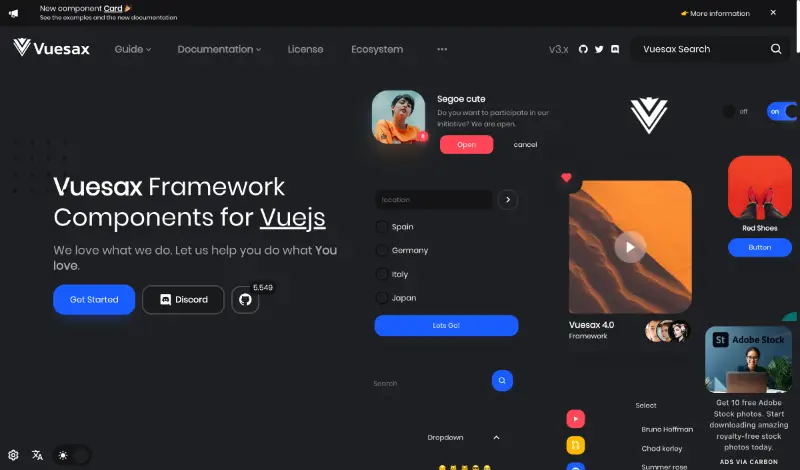 New component Card 🎉
See the examples and the new documentation
👉 More information
Vuesax
Guide
Documentation
License
Ecosystem
v3.x
Vuesax Search
Vuesax Framework
Components for Vuejs
We love what we do. Let us help you do what You
love.
Get Started
Discord
5,549
Segoe cute
Do you want to participate in our
initiative? We are open.
Open
cancel
location
Spain
Germany
Italy
Japan
Lets Go!
Search
Dropdown
off
on
Vuesax 4.0
Framework
Red Shoes
Button
Select
Bruno Hoffman
Chad kerley
Summer rose
St Adobe Stock
Get 10 free Adobe
Stock photos. Start
downloading amazing
royalty-free stock
photos today.
ADS VIA CARBON